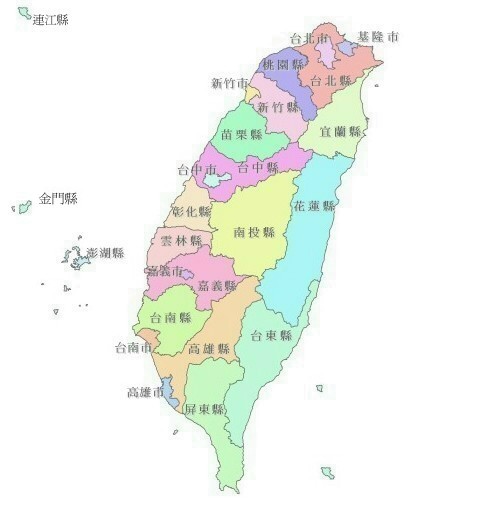 連江縣
台北市
基隆市
桃園縣
台北縣
新竹市
新竹縣
宜蘭縣
苗栗縣
台中市
台中縣
金門縣
彰化縣
花蓮縣
南投縣
雲林縣
澎湖縣
嘉義市
嘉義縣
台南縣
台東縣
台南市
高雄縣
高雄市
屏東縣